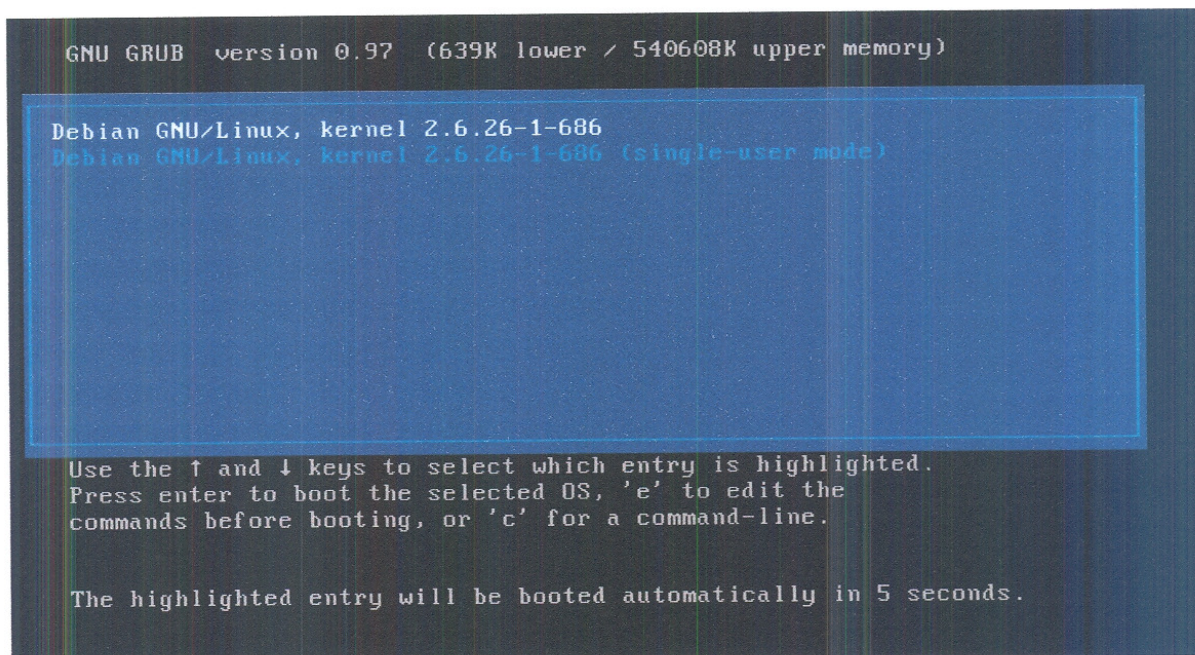 GNU GRUB  version 0.97  (639K lower / 540608K upper memory)
Debian GNU/Linux, kernel 2.6.26-1-686
Debian GNU/Linux, kernel 2.6.26-1-686 (single-user mode)
Use the ↑ and ↓ keys to select which entry is highlighted.
Press enter to boot the selected OS, 'e' to edit the
commands before booting, or 'c' for a command-line.
The highlighted entry will be booted automatically in 5 seconds.